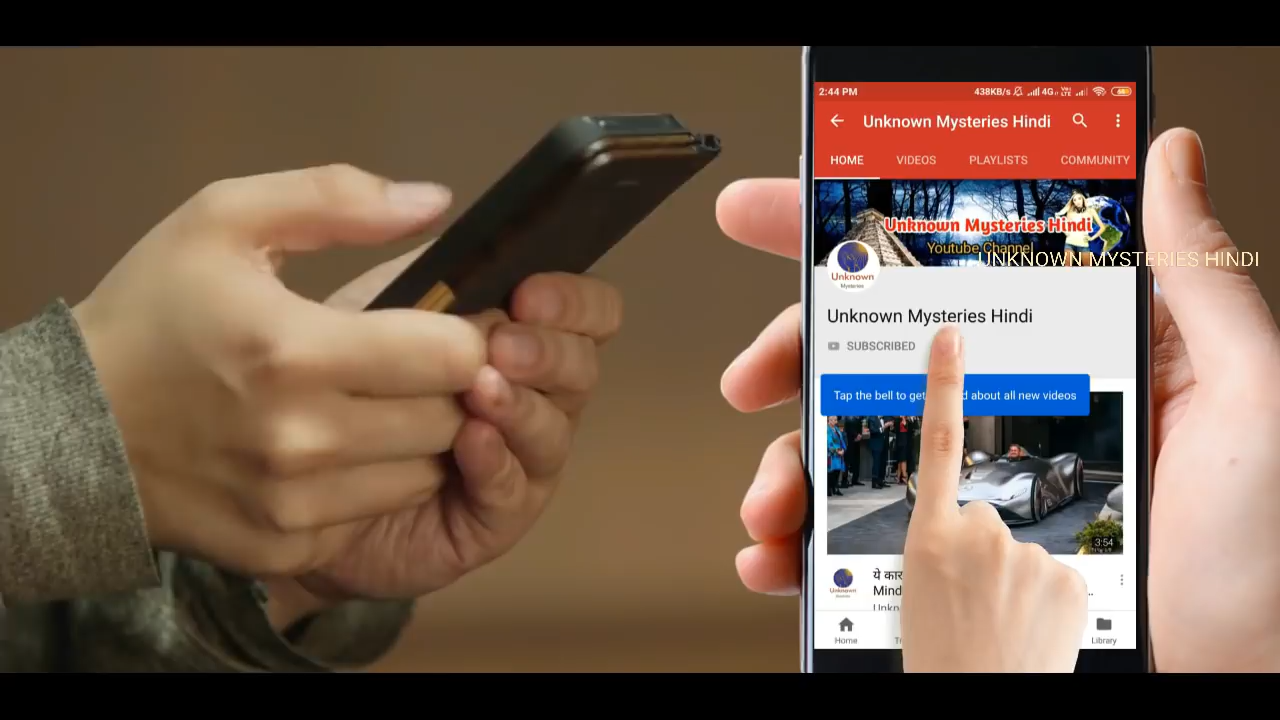 2:44 PM
438KB/s
4G
Unknown Mysteries Hindi
HOME VIDEOS PLAYLISTS COMMUNITY
Unknown Mysteries Hindi
Youtube Channel
UNKNOWN MYSTERIES HINDI
Unknown
Mysteries
Unknown Mysteries Hindi
SUBSCRIBED
Tap the bell to get about all new videos
3:54
ये
Mind
Home
Library